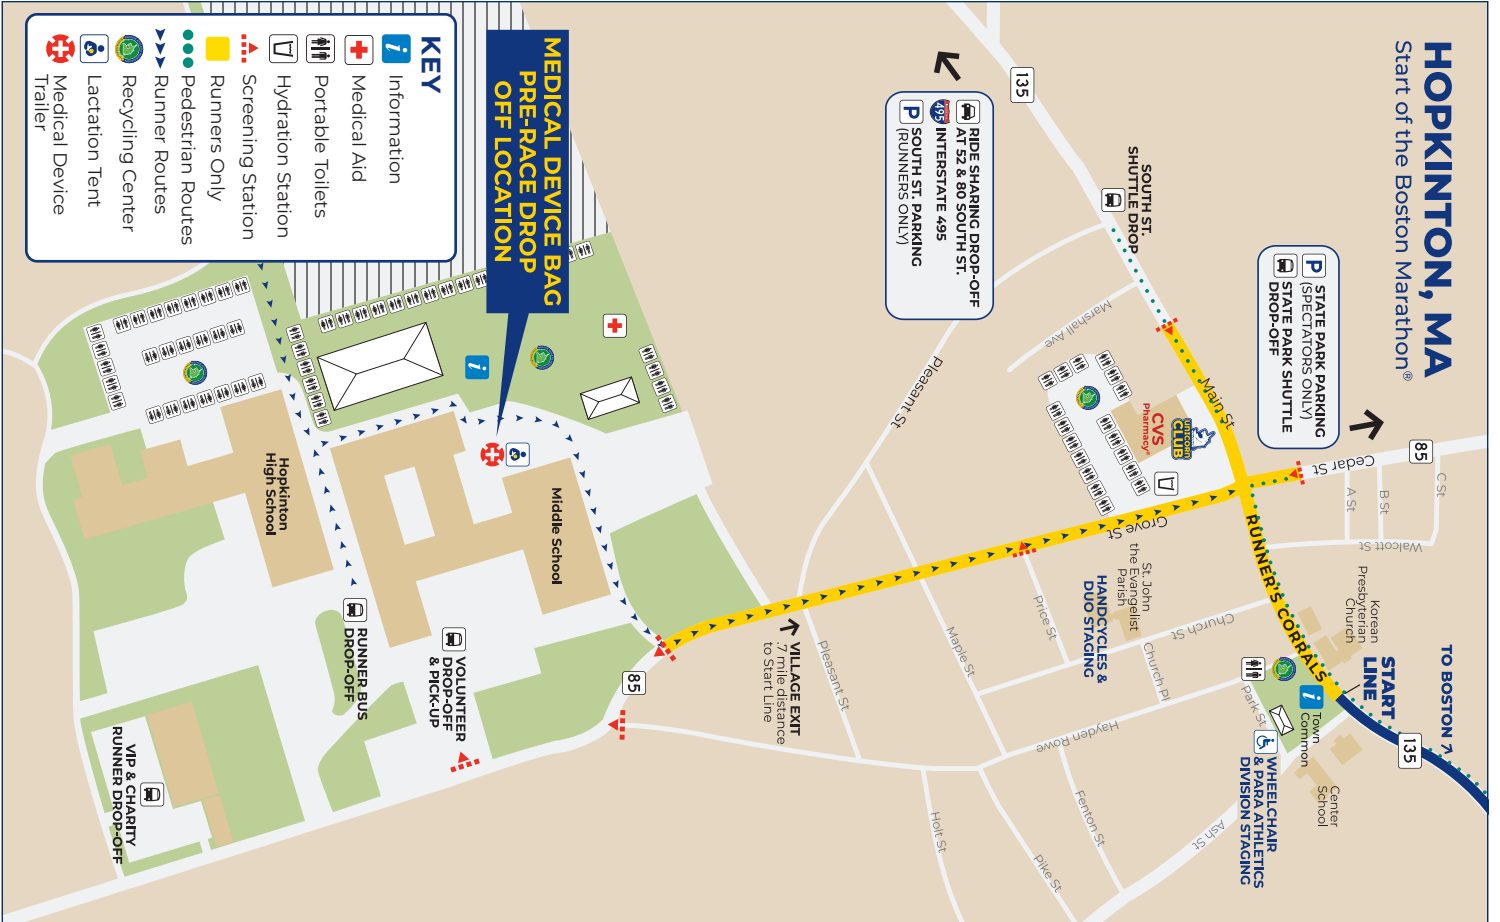 HOPKINTON, MA
Start of the Boston Marathon®
STATE PARK PARKING
(SPECTATORS ONLY)
STATE PARK SHUTTLE
DROP-OFF
P
85
C St
B St
A St
Cedar St
Walcott St
TO BOSTON
135
SOUTH ST.
SHUTTLE DROP
Main St
UNICORN
CLUB
CVS
Pharmacy®
RUNNER'S CORRALS
START
LINE
Korean
Presbyterian
Church
135
Town
Common
Center
School
WHEELCHAIR
& PARA ATHLETICS
DIVISION STAGING
Park St
Ash St
RIDE SHARING DROP-OFF
AT 52 & 80 SOUTH ST.
495
INTERSTATE 495
P
SOUTH ST. PARKING
(RUNNERS ONLY)
Marshall Ave
Pleasant St
Grove St
St. John
the Evangelist
Parish
HANDCYCLES &
DUO STAGING
Church St
Church Pl
Price St
Maple St
Hayden Rowe
Fenton St
Pike St
Holt St
Pleasant St
VILLAGE EXIT
.7 mile distance
to Start Line
85
MEDICAL DEVICE BAG
PRE-RACE DROP
OFF LOCATION
Middle School
Hopkinton
High School
VOLUNTEER
DROP-OFF
& PICK-UP
RUNNER BUS
DROP-OFF
VIP & CHARITY
RUNNER DROP-OFF
KEY
i
Information
Medical Aid
Portable Toilets
Hydration Station
Screening Station
Runners Only
Pedestrian Routes
Runner Routes
Recycling Center
Lactation Tent
Medical Device
Trailer